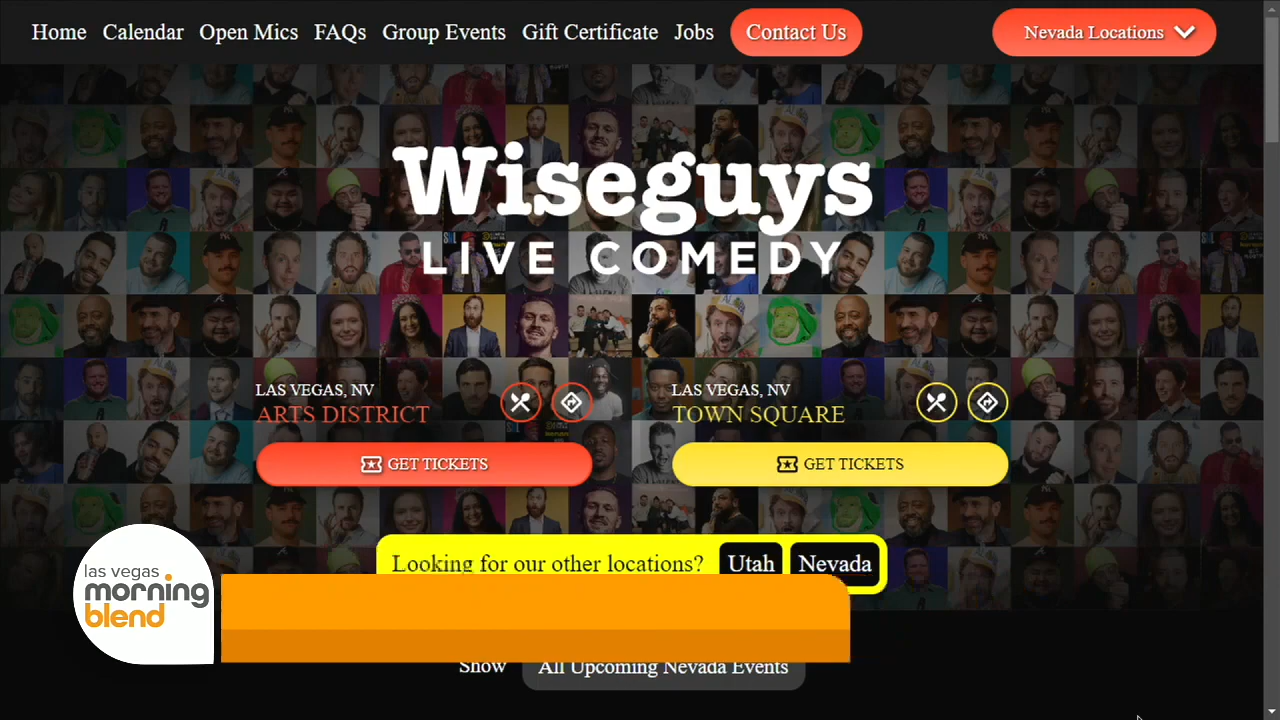 Home Calendar Open Mics FAQs Group Events Gift Certificate Jobs Contact Us Nevada Locations
Wiseguys
LIVE COMEDY
LAS VEGAS, NV
ARTS DISTRICT
GET TICKETS
LAS VEGAS, NV
TOWN SQUARE
GET TICKETS
Looking for our other locations? Utah Nevada
las vegas
morning
blend
Show All Upcoming Nevada Events